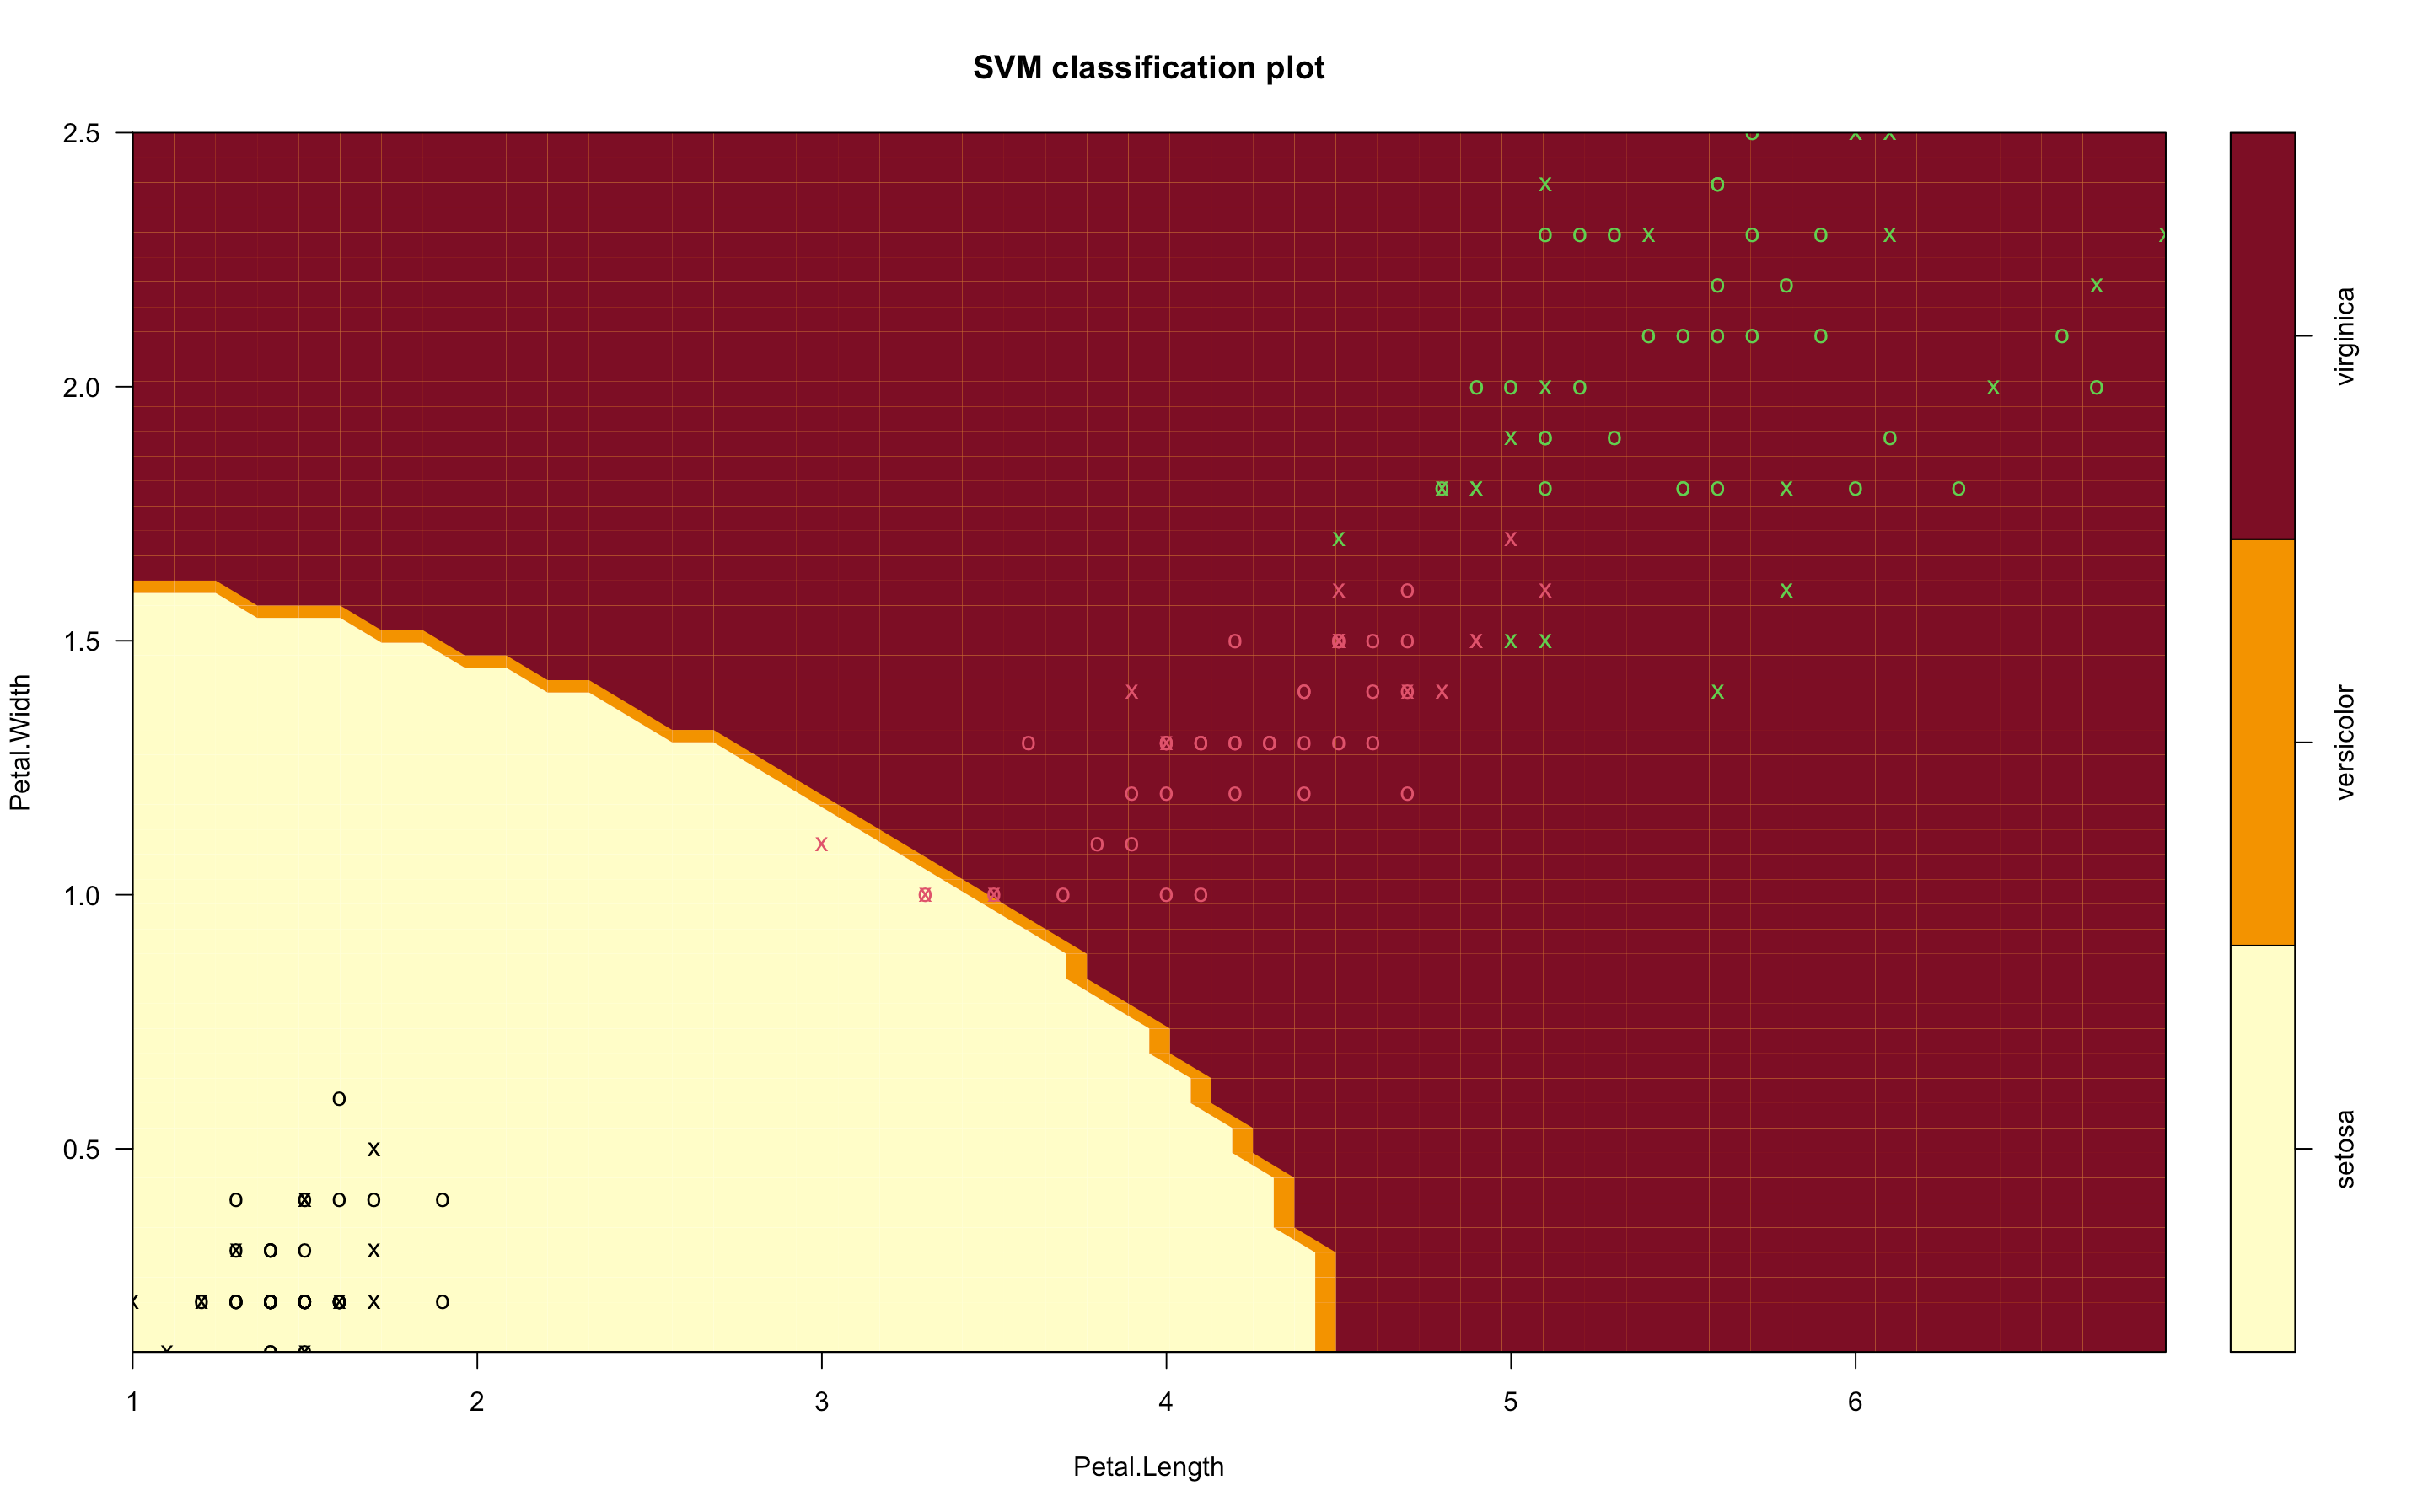 SVM classification plot
2.5
2.0
1.5
1.0
0.5
Petal.Width
1 2 3 4 5 6
Petal.Length
virginica
versicolor
setosa